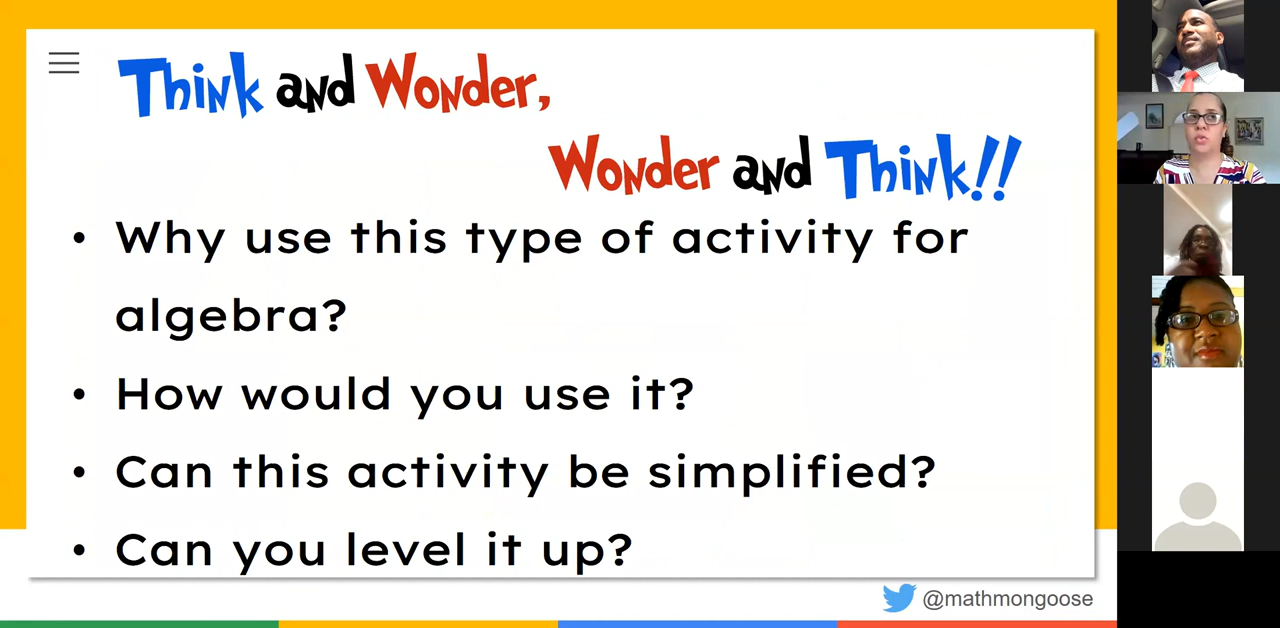 Think and Wonder,
Wonder and Think!!
• Why use this type of activity for
algebra?
• How would you use it?
• Can this activity be simplified?
• Can you level it up?
@mathmongoose